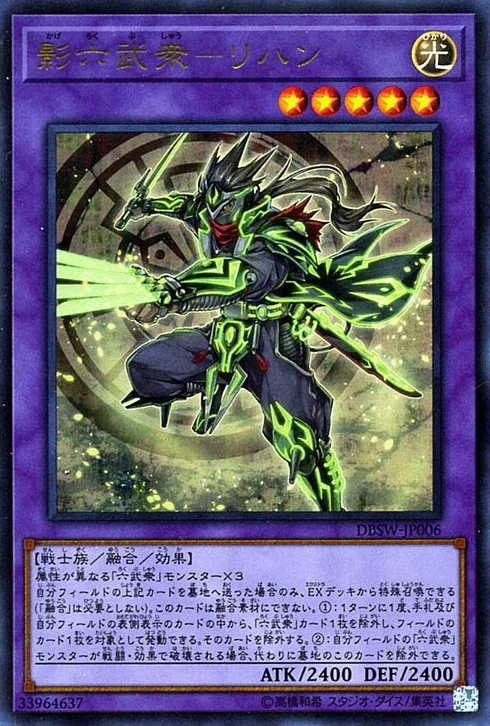 影六武衆－リハン
光
DBSW-JP006
【戦士族／融合／効果】
属性が異なる「六武衆」モンスター×3
自分フィールドの上記カードを墓地へ送った場合のみ、EXデッキから特殊召喚できる
（「融合」は必要としない）。このカードは融合素材にできない。①：1ターンに1度、手札及び
自分フィールドの表側表示のカードの中から、「六武衆」カード1枚を除外し、フィールドの
カード1枚を対象として発動できる。そのカードを除外する。②：自分フィールドの「六武衆」
モンスターが戦闘・効果で破壊される場合、代わりに墓地のこのカードを除外できる。
ATK/2400 DEF/2400
33964637 ©高橋和希 スタジオ・ダイス/集英社